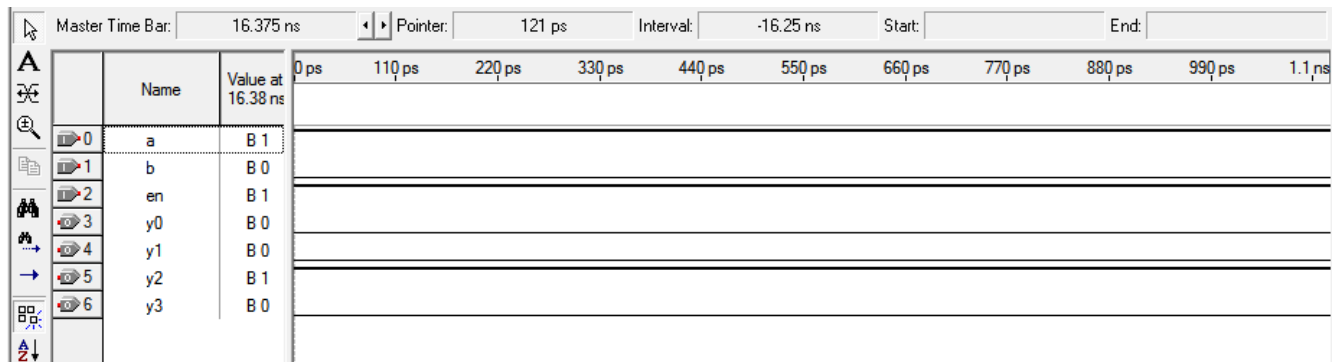 Master Time Bar: 16.375 ns Pointer: 121 ps Interval: -16.25 ns Start: End:
Name Value at 16.38 ns 0 ps 110 ps 220 ps 330 ps 440 ps 550 ps 660 ps 770 ps 880 ps 990 ps 1.1 ns
0 a B 1
1 b B 0
2 en B 1
3 y0 B 0
4 y1 B 0
5 y2 B 1
6 y3 B 0